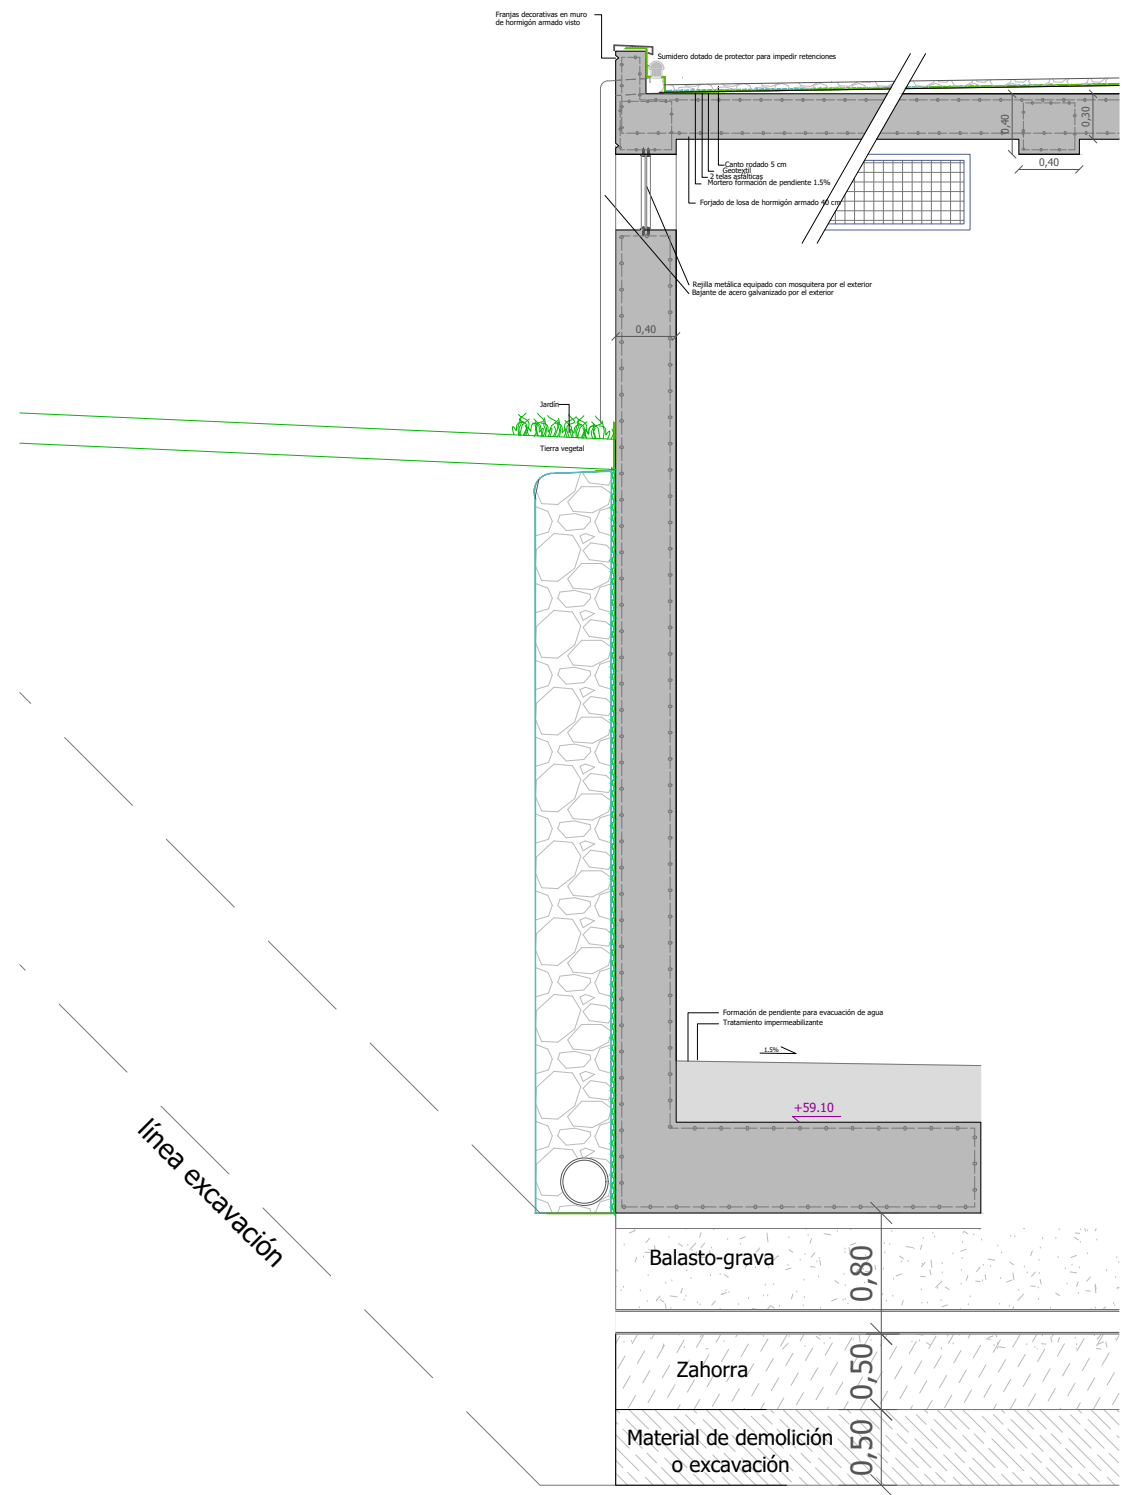 Franjas decorativas en muro
de hormigón armado visto
Sumidero dotado de protector para impedir retenciones
0,40
0,30
0,40
Canto rodado 5 cm
Geotextil
2 telas asfálticas
Mortero formación de pendiente 1.5%
Forjado de losa de hormigón armado 40 cm
Rejilla metálica equipado con mosquitera por el exterior
Bajante de acero galvanizado por el exterior
0,40
Jardín
Tierra vegetal
Formación de pendiente para evacuación de agua
Tratamiento impermeabilizante
1.5%
+59.10
línea excavación
Balasto-grava
0,80
Zahorra
0,50
Material de demolición
o excavación
0,50